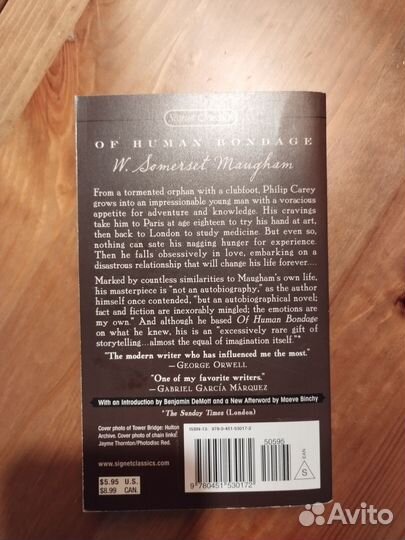 Signet Classics
OF HUMAN BONDAGE
W. Somerset Maugham
From a tormented orphan with a clubfoot, Philip Carey
grows into an impressionable young man with a voracious
appetite for adventure and knowledge. His cravings
take him to Paris at age eighteen to try his hand at art,
then back to London to study medicine. But even so,
nothing can sate his nagging hunger for experience.
Then he falls obsessively in love, embarking on a
disastrous relationship that will change his life forever....
Marked by countless similarities to Maugham's own life,
his masterpiece is "not an autobiography," as the author
himself once contended, "but an autobiographical novel;
fact and fiction are inexorably mingled; the emotions are
my own." And although he based Of Human Bondage
on what he knew, his is an "excessively rare gift of
storytelling...almost the equal of imagination itself."*
"The modern writer who has influenced me the most."
—GEORGE ORWELL
"One of my favorite writers."
—GABRIEL GARCÍA MÁRQUEZ
With an Introduction by Benjamin DeMott and a New Afterword by Maeve Binchy
*The Sunday Times (London)
Cover photo of Tower Bridge: Hulton
Archive. Cover photo of chain links:
Jayme Thornton/Photodisc Red.
www.signetclassics.com
$5.95 U.S.
$8.99 CAN.
ISBN-13: 978-0-451-53017-2
50595
9 780451 530172
S
EAN
Avito